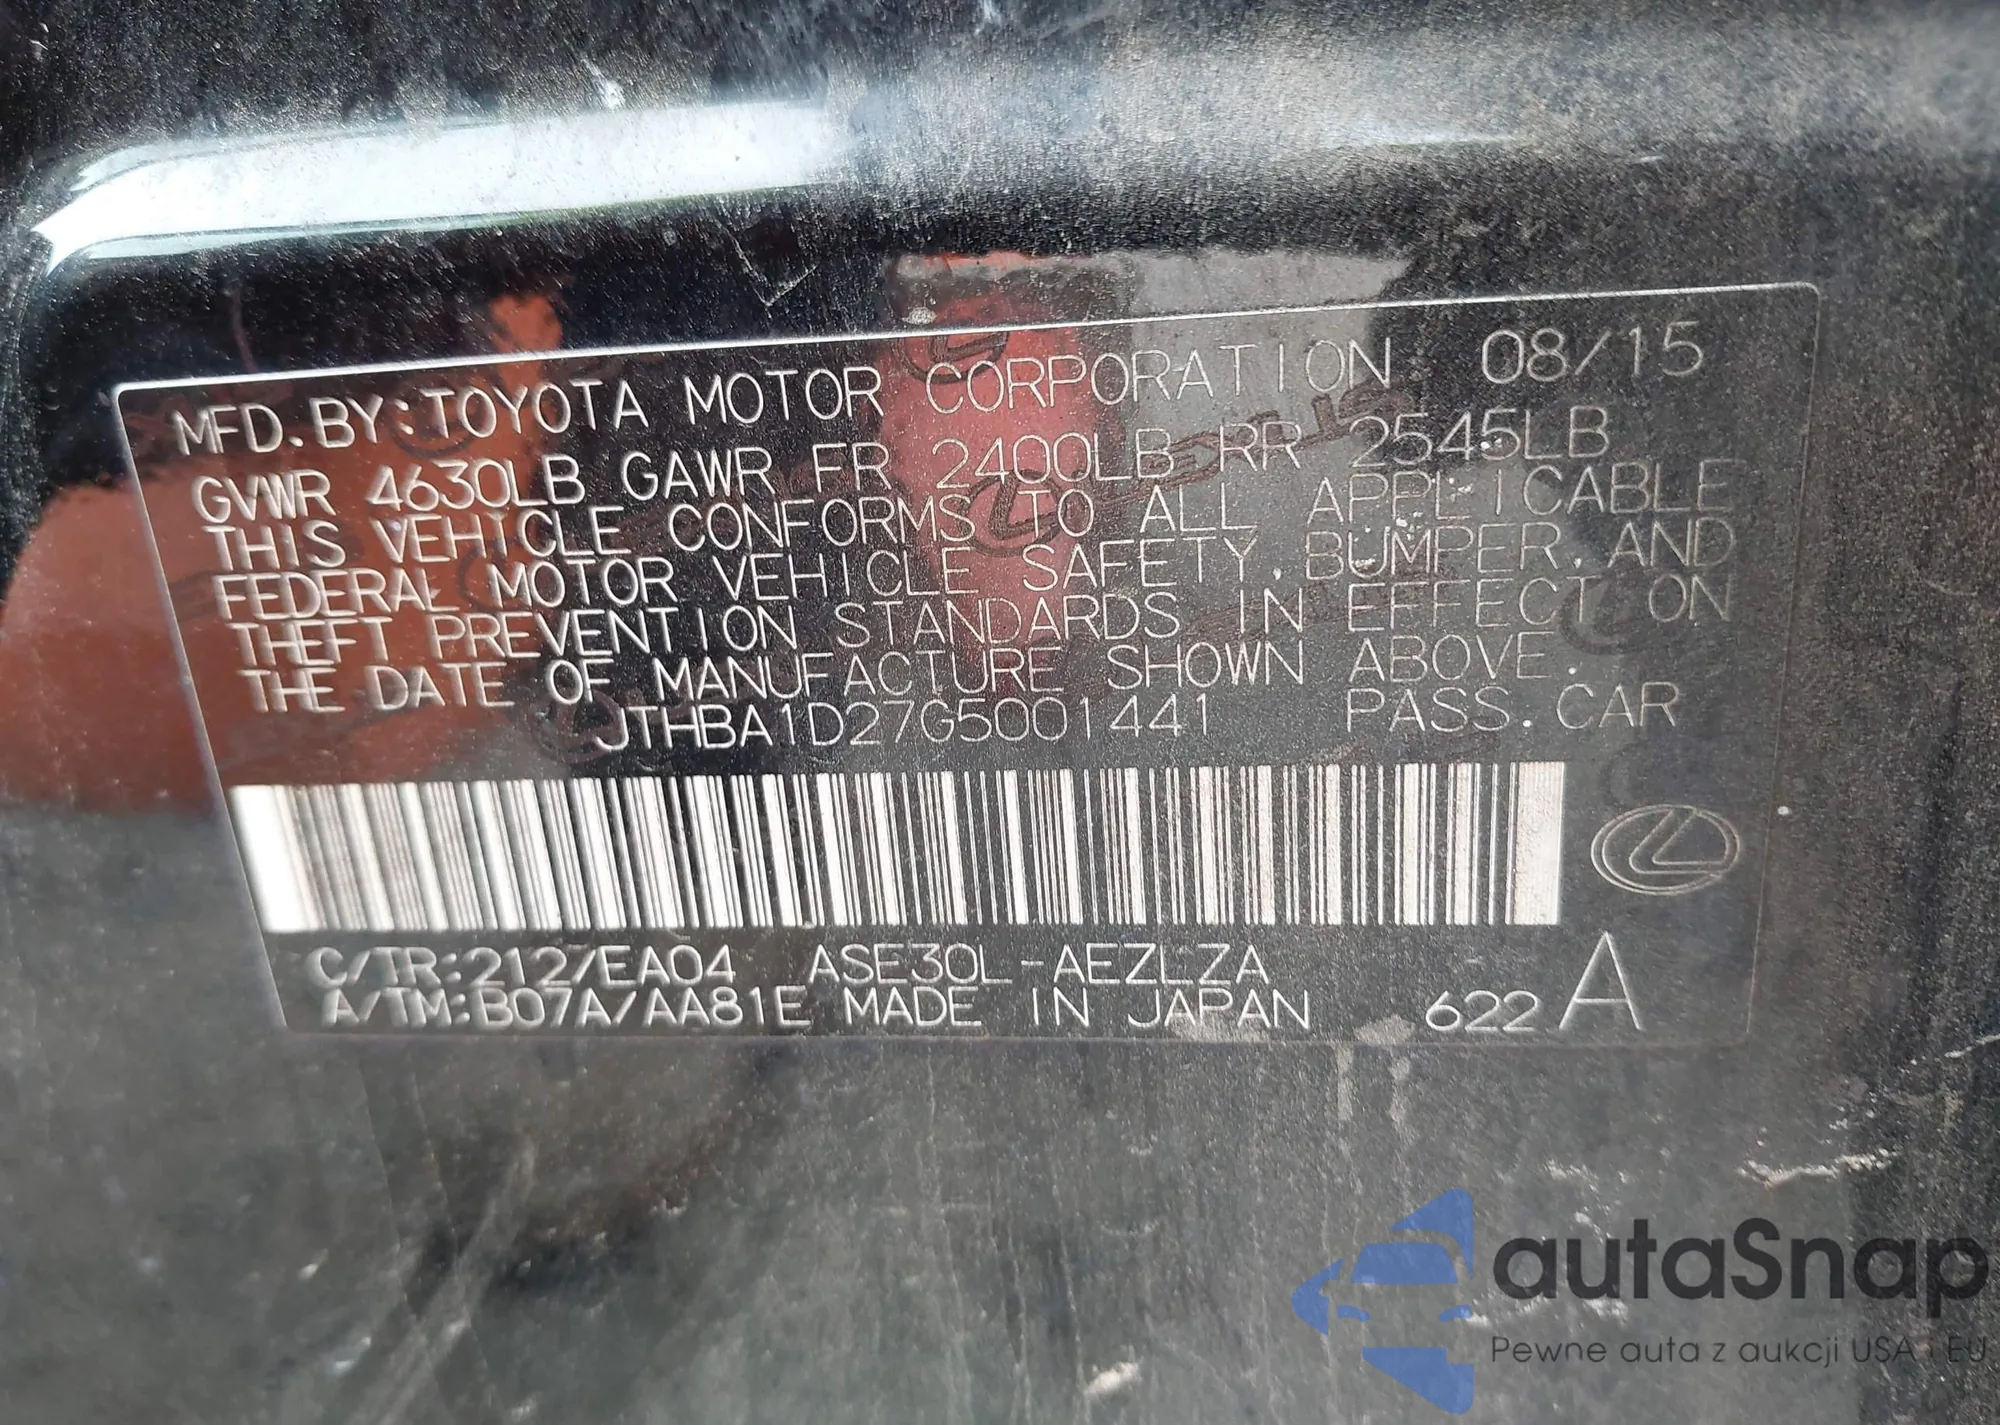 MFD.BY:TOYOTA MOTOR CORPORATION 08/15
GVWR 4630LB GAWR FR 2400LB RR 2545LB
THIS VEHICLE CONFORMS TO ALL APPLICABLE
FEDERAL MOTOR VEHICLE SAFETY, BUMPER, AND
THEFT PREVENTION STANDARDS IN EFFECT ON
THE DATE OF MANUFACTURE SHOWN ABOVE.
JTHBA1D27G5001441 PASS.CAR
C/TR:212/EA04 ASE30L-AEZLZA
A/TM:B07A/AA81E MADE IN JAPAN 622 A
autaSnap
Pewne auta z aukcji USA i EU